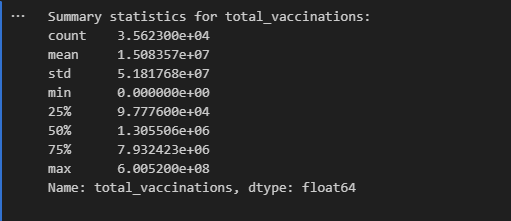 ... Summary statistics for total_vaccinations:
count    3.562300e+04
mean     1.508357e+07
std      5.181768e+07
min      0.000000e+00
25%      9.777600e+04
50%      1.305506e+06
75%      7.932423e+06
max      6.005200e+08
Name: total_vaccinations, dtype: float64